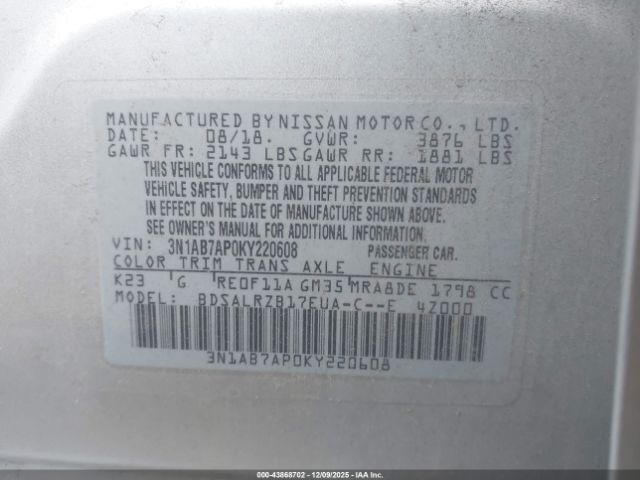 MANUFACTURED BY NISSAN MOTOR CO., LTD.
DATE: 08/18. GVWR: 3876 LBS
GAWR FR: 2143 LBS GAWR RR: 1881 LBS
THIS VEHICLE CONFORMS TO ALL APPLICABLE FEDERAL MOTOR
VEHICLE SAFETY, BUMPER AND THEFT PREVENTION STANDARDS
IN EFFECT ON THE DATE OF MANUFACTURE SHOWN ABOVE.
SEE OWNER'S MANUAL FOR ADDITIONAL INFORMATION.
VIN: 3N1AB7AP0KY220608 PASSENGER CAR.
COLOR TRIM TRANS AXLE ENGINE
K23 G RE0F11A GM35 MRA8DE 1798 CC
MODEL: BDSALRZB17EUA-C--E 4Z000
3N1AB7AP0KY220608
000-43868702 - 12/09/2025 - IAAI.COM